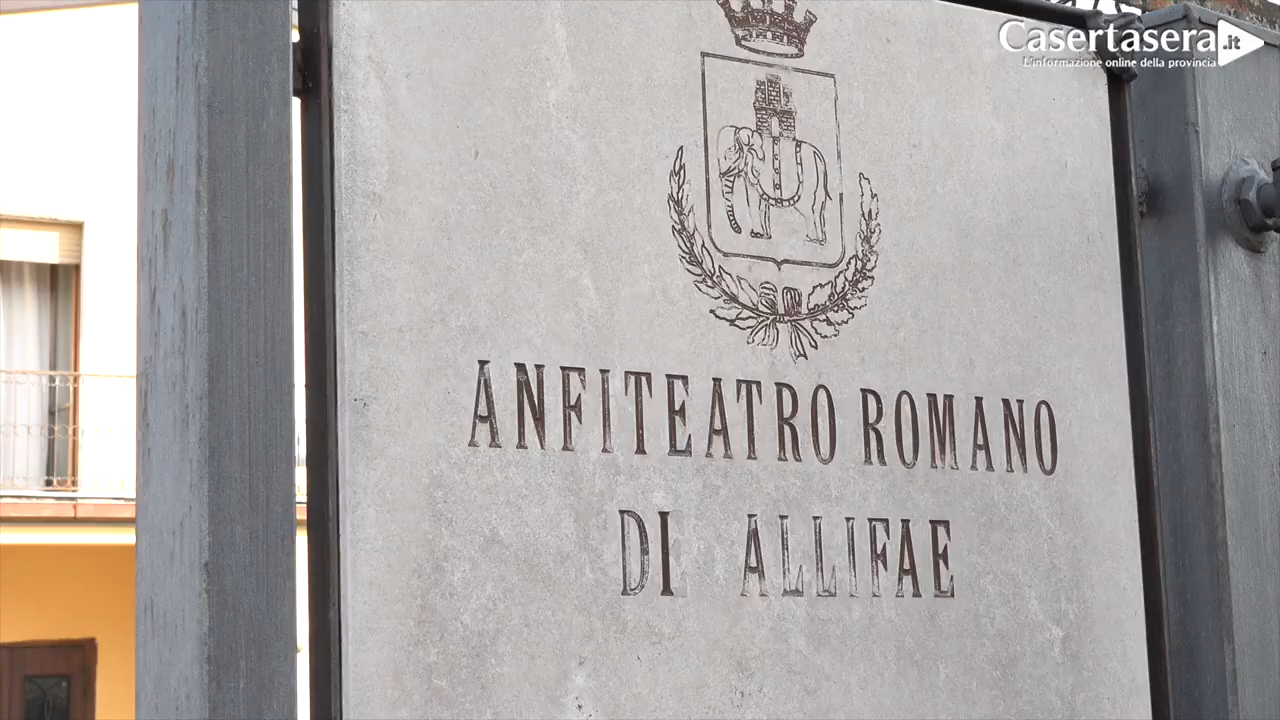 Casertasera.it
L'informazione online della provincia
ANFITEATRO ROMANO
DI ALLIFAE